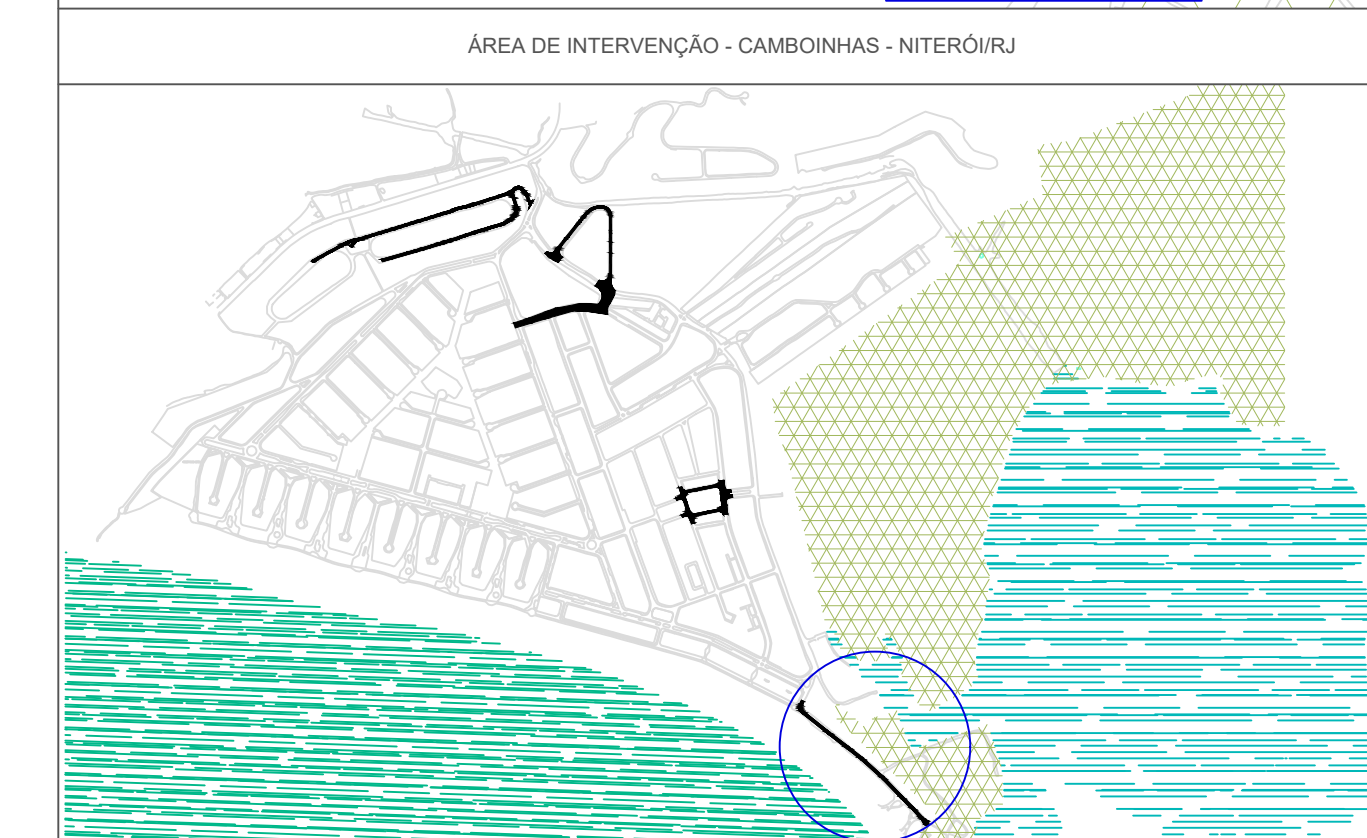 ÁREA DE INTERVENÇÃO - CAMBOINHAS - NITERÓI/RJ